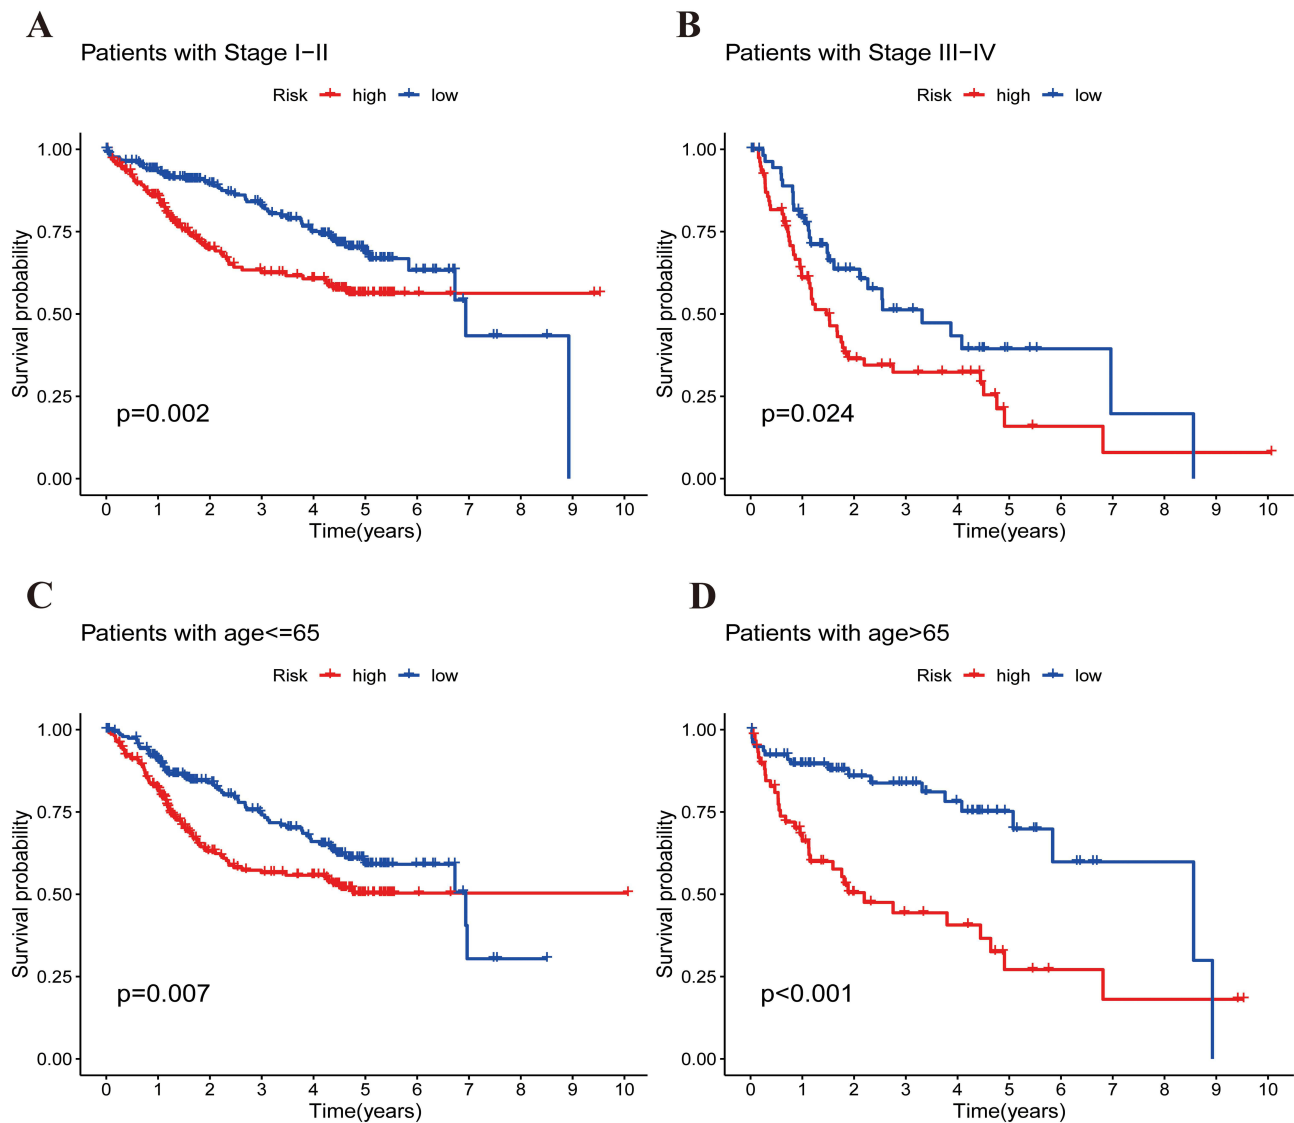 A
Patients with Stage I−II
Risk high low
Survival probability
1.00
0.75
0.50
0.25
0.00
p=0.002
0 1 2 3 4 5 6 7 8 9 10
Time(years)
B
Patients with Stage III−IV
Risk high low
Survival probability
1.00
0.75
0.50
0.25
0.00
p=0.024
0 1 2 3 4 5 6 7 8 9 10
Time(years)
C
Patients with age<=65
Risk high low
Survival probability
1.00
0.75
0.50
0.25
0.00
p=0.007
0 1 2 3 4 5 6 7 8 9 10
Time(years)
D
Patients with age>65
Risk high low
Survival probability
1.00
0.75
0.50
0.25
0.00
p<0.001
0 1 2 3 4 5 6 7 8 9 10
Time(years)